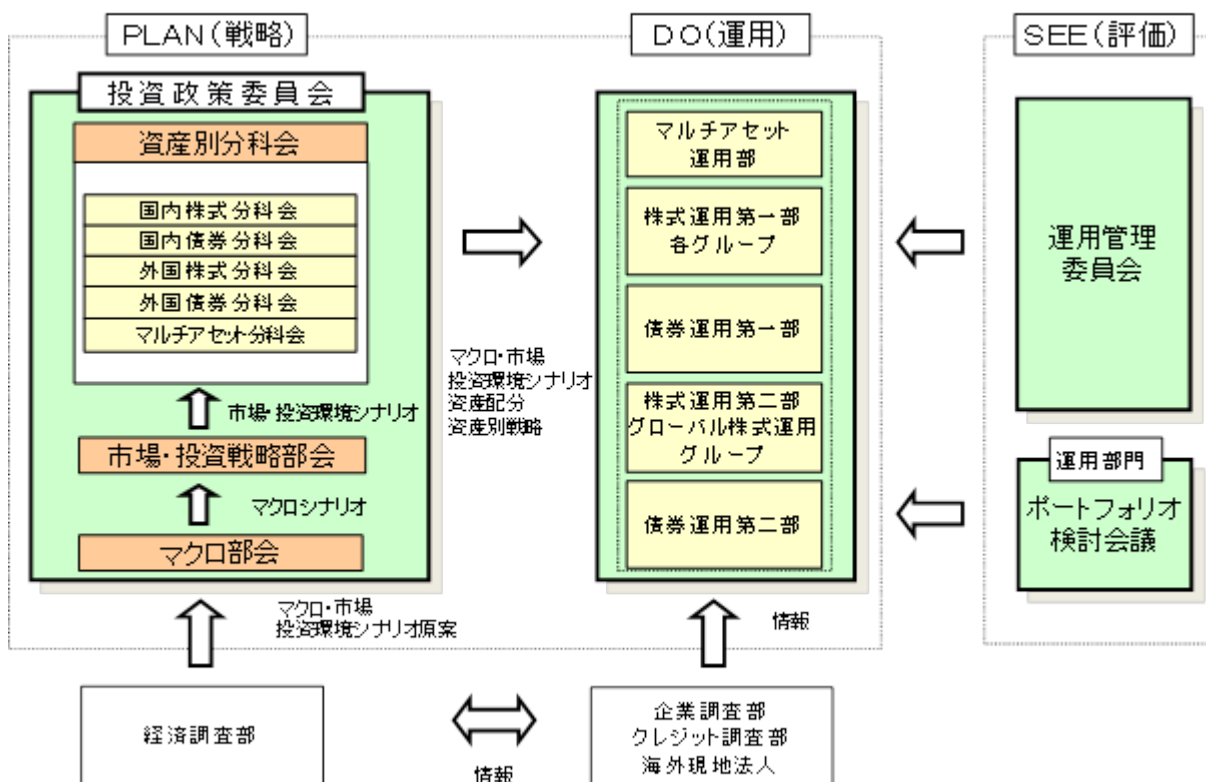 PLAN(戦略)
投資政策委員会
資産別分科会
国内株式分科会
国内債券分科会
外国株式分科会
外国債券分科会
マルチアセット分科会
市場・投資環境シナリオ
市場・投資戦略部会
マクロシナリオ
マクロ部会
マクロ・市場
投資環境シナリオ原案
経済調査部
マクロ・市場
投資環境シナリオ
資産配分
資産別戦略
DO(運用)
マルチアセット
運用部
株式運用第一部
各グループ
債券運用第一部
株式運用第二部
グローバル株式運用
グループ
債券運用第二部
情報
企業調査部
クレジット調査部
海外現地法人
情報
SEE(評価)
運用管理
委員会
運用部門
ポートフォリオ
検討会議